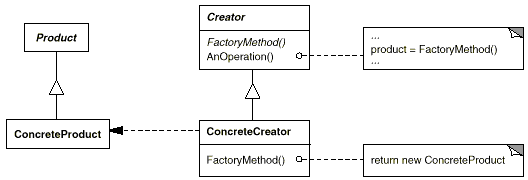 Creator
Product
FactoryMethod()
AnOperation()
...
product = FactoryMethod()
...
ConcreteProduct
ConcreteCreator
FactoryMethod()
return new ConcreteProduct